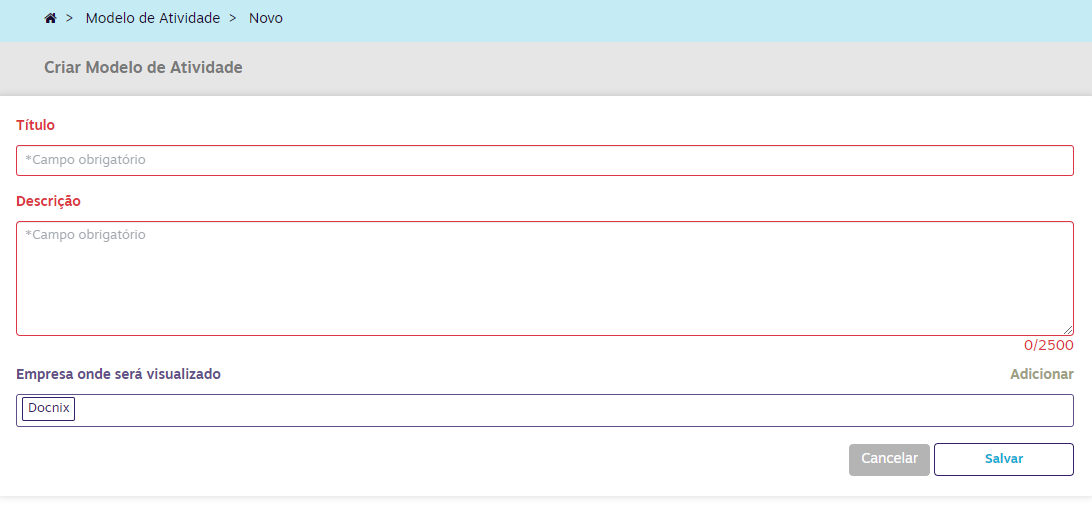 > Modelo de Atividade > Novo
Criar Modelo de Atividade
Título
*Campo obrigatório
Descrição
*Campo obrigatório
0/2500
Empresa onde será visualizado Adicionar
Docnix
Cancelar Salvar